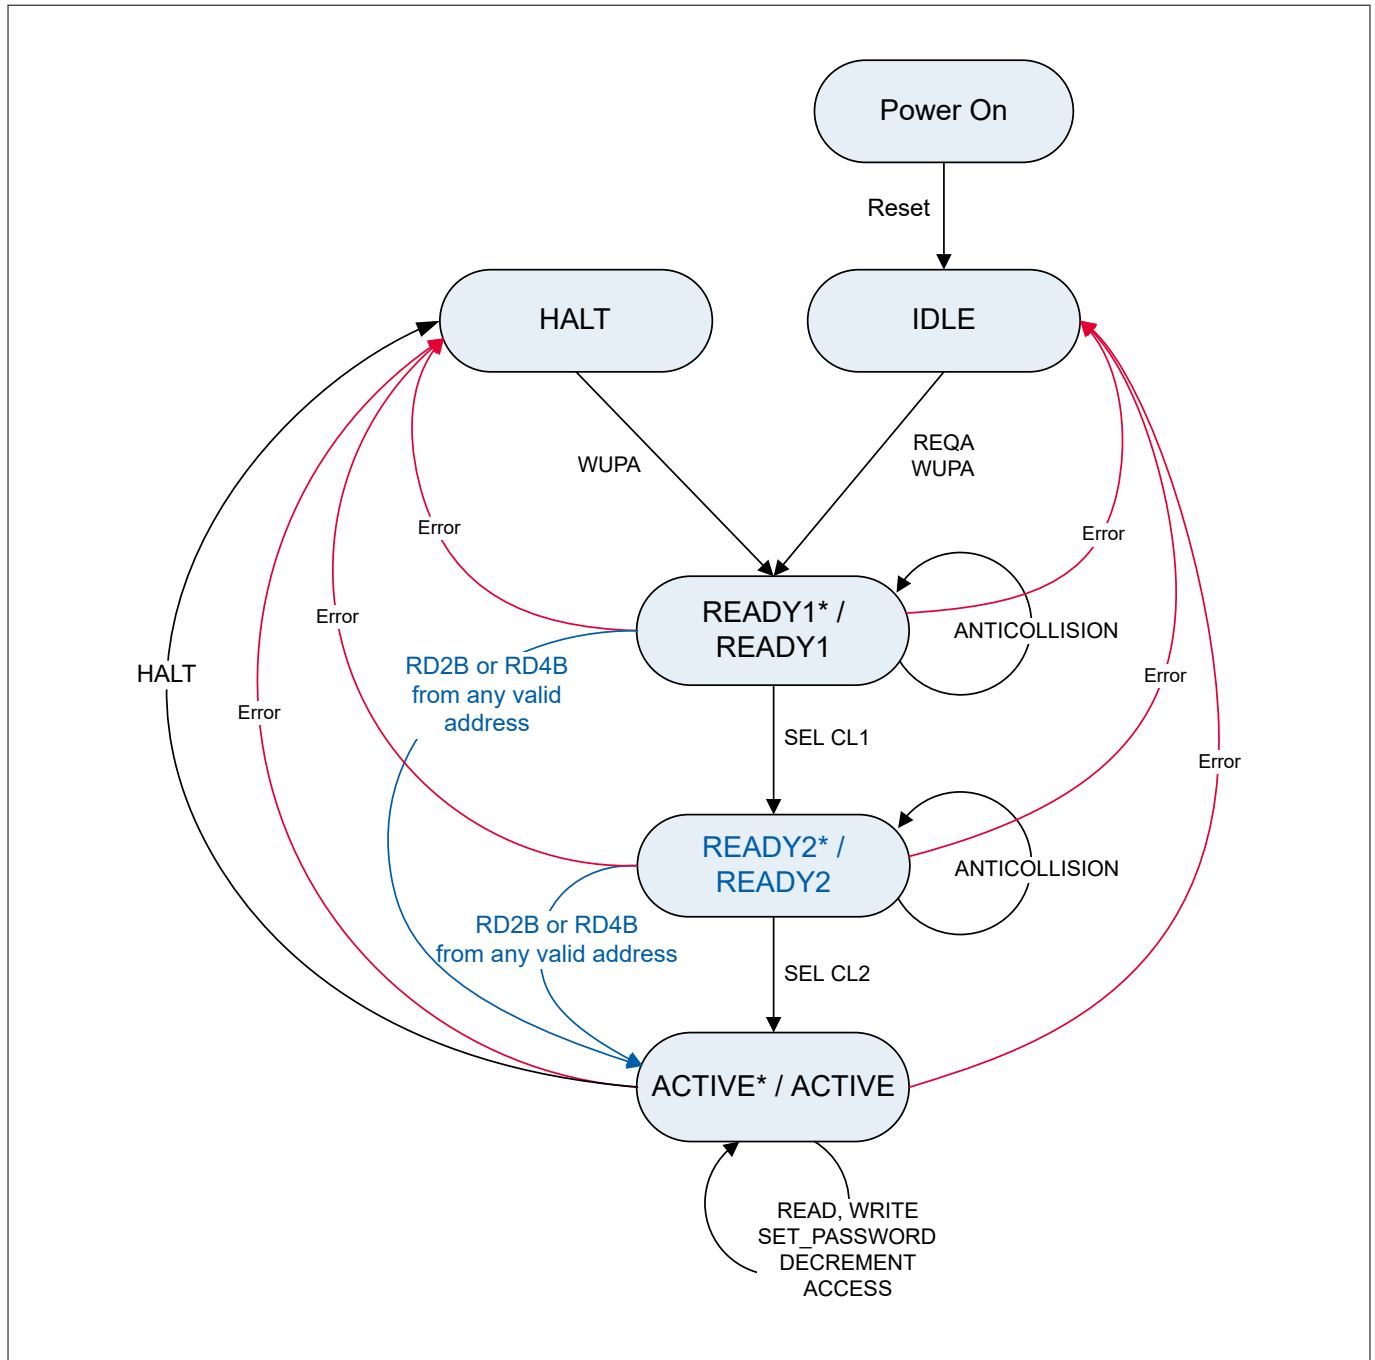 Power On
Reset
HALT
IDLE
WUPA
REQA
WUPA
Error
Error
READY1* /
READY1
ANTICOLLISION
Error
RD2B or RD4B
from any valid
address
HALT
Error
Error
SEL CL1
Error
READY2* /
READY2
ANTICOLLISION
RD2B or RD4B
from any valid address
SEL CL2
ACTIVE* / ACTIVE
READ, WRITE
SET_PASSWORD
DECREMENT
ACCESS